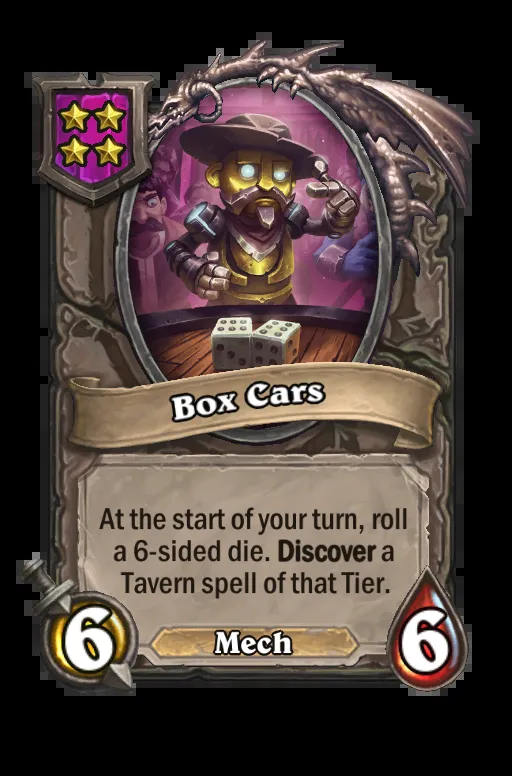 Box Cars
At the start of your turn, roll
a 6-sided die. Discover a
Tavern spell of that Tier.
6
Mech
6